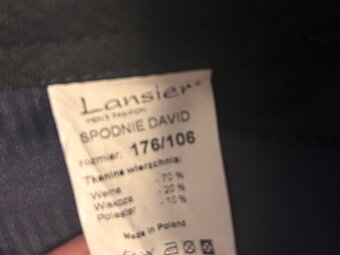 Lansier®
MEN'S FASHION
SPODNIE DAVID
rozmiar: 176/106
Tkanina wierzchnia:
Wełna - 70 %
Wiskoza - 20 %
Poliester - 10 %
Made in Poland